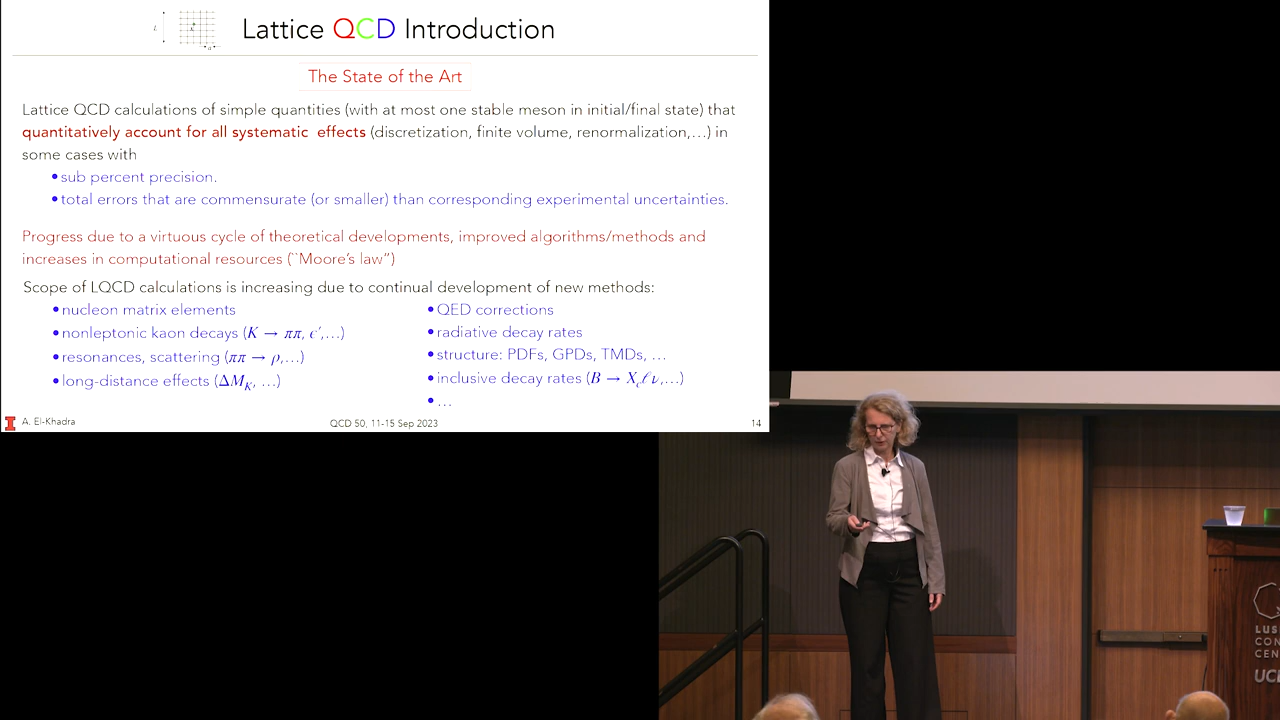 Lattice QCD Introduction
The State of the Art
Lattice QCD calculations of simple quantities (with at most one stable meson in initial/final state) that
quantitatively account for all systematic effects (discretization, finite volume, renormalization,…) in
some cases with
• sub percent precision.
• total errors that are commensurate (or smaller) than corresponding experimental uncertainties.
Progress due to a virtuous cycle of theoretical developments, improved algorithms/methods and
increases in computational resources (``Moore's law")
Scope of LQCD calculations is increasing due to continual development of new methods:
• nucleon matrix elements
• nonleptonic kaon decays (K → ππ, ϵ′,…)
• resonances, scattering (ππ → ρ,…)
• long-distance effects (ΔM_K, …)
• QED corrections
• radiative decay rates
• structure: PDFs, GPDs, TMDs, …
• inclusive decay rates (B → X_cℓν,…)
• …
I A. El-Khadra
QCD 50, 11-15 Sep 2023
14
LUS
CON
CEN
UCL